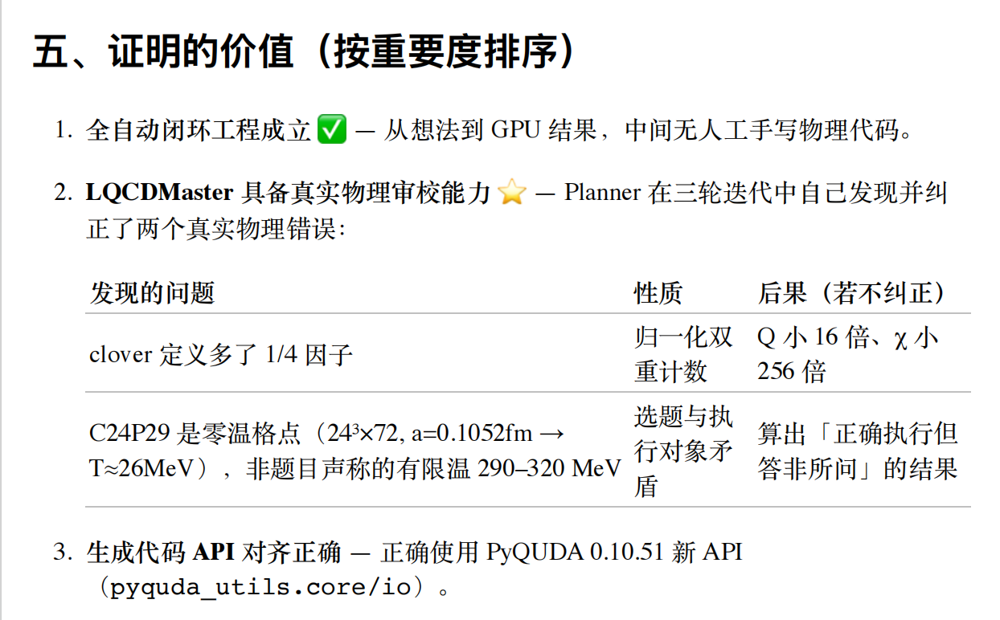 五、证明的价值（按重要度排序）
1. 全自动闭环工程成立 ✅ — 从想法到 GPU 结果，中间无人工手写物理代码。
2. LQCDMaster 具备真实物理审校能力 ⭐ — Planner 在三轮迭代中自己发现并纠
正了两个真实物理错误：
发现的问题 性质 后果（若不纠正）
clover 定义多了 1/4 因子 归一化双 Q 小 16 倍、χ 小
重计数 256 倍
C24P29 是零温格点（24³×72, a=0.1052fm → 选题与执 算出「正确执行但
T≈26MeV），非题目声称的有限温 290–320 MeV 行对象矛 答非所问」的结果
盾
3. 生成代码 API 对齐正确 — 正确使用 PyQUDA 0.10.51 新 API
（pyquda_utils.core/io）。